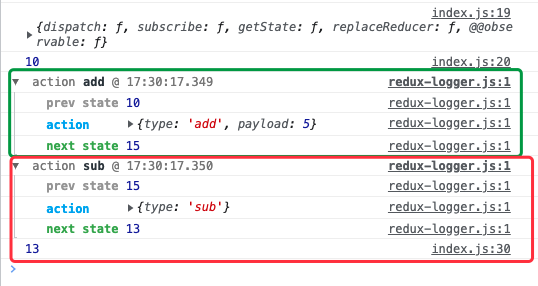 index.js:19
▶{dispatch: ƒ, subscribe: ƒ, getState: ƒ, replaceReducer: ƒ, @@obse
rvable: ƒ}
10 index.js:20
▼ action add @ 17:30:17.349 redux-logger.js:1
prev state 10 redux-logger.js:1
action ▶{type: 'add', payload: 5} redux-logger.js:1
next state 15 redux-logger.js:1
▼ action sub @ 17:30:17.350 redux-logger.js:1
prev state 15 redux-logger.js:1
action ▶{type: 'sub'} redux-logger.js:1
next state 13 redux-logger.js:1
13 index.js:30
>